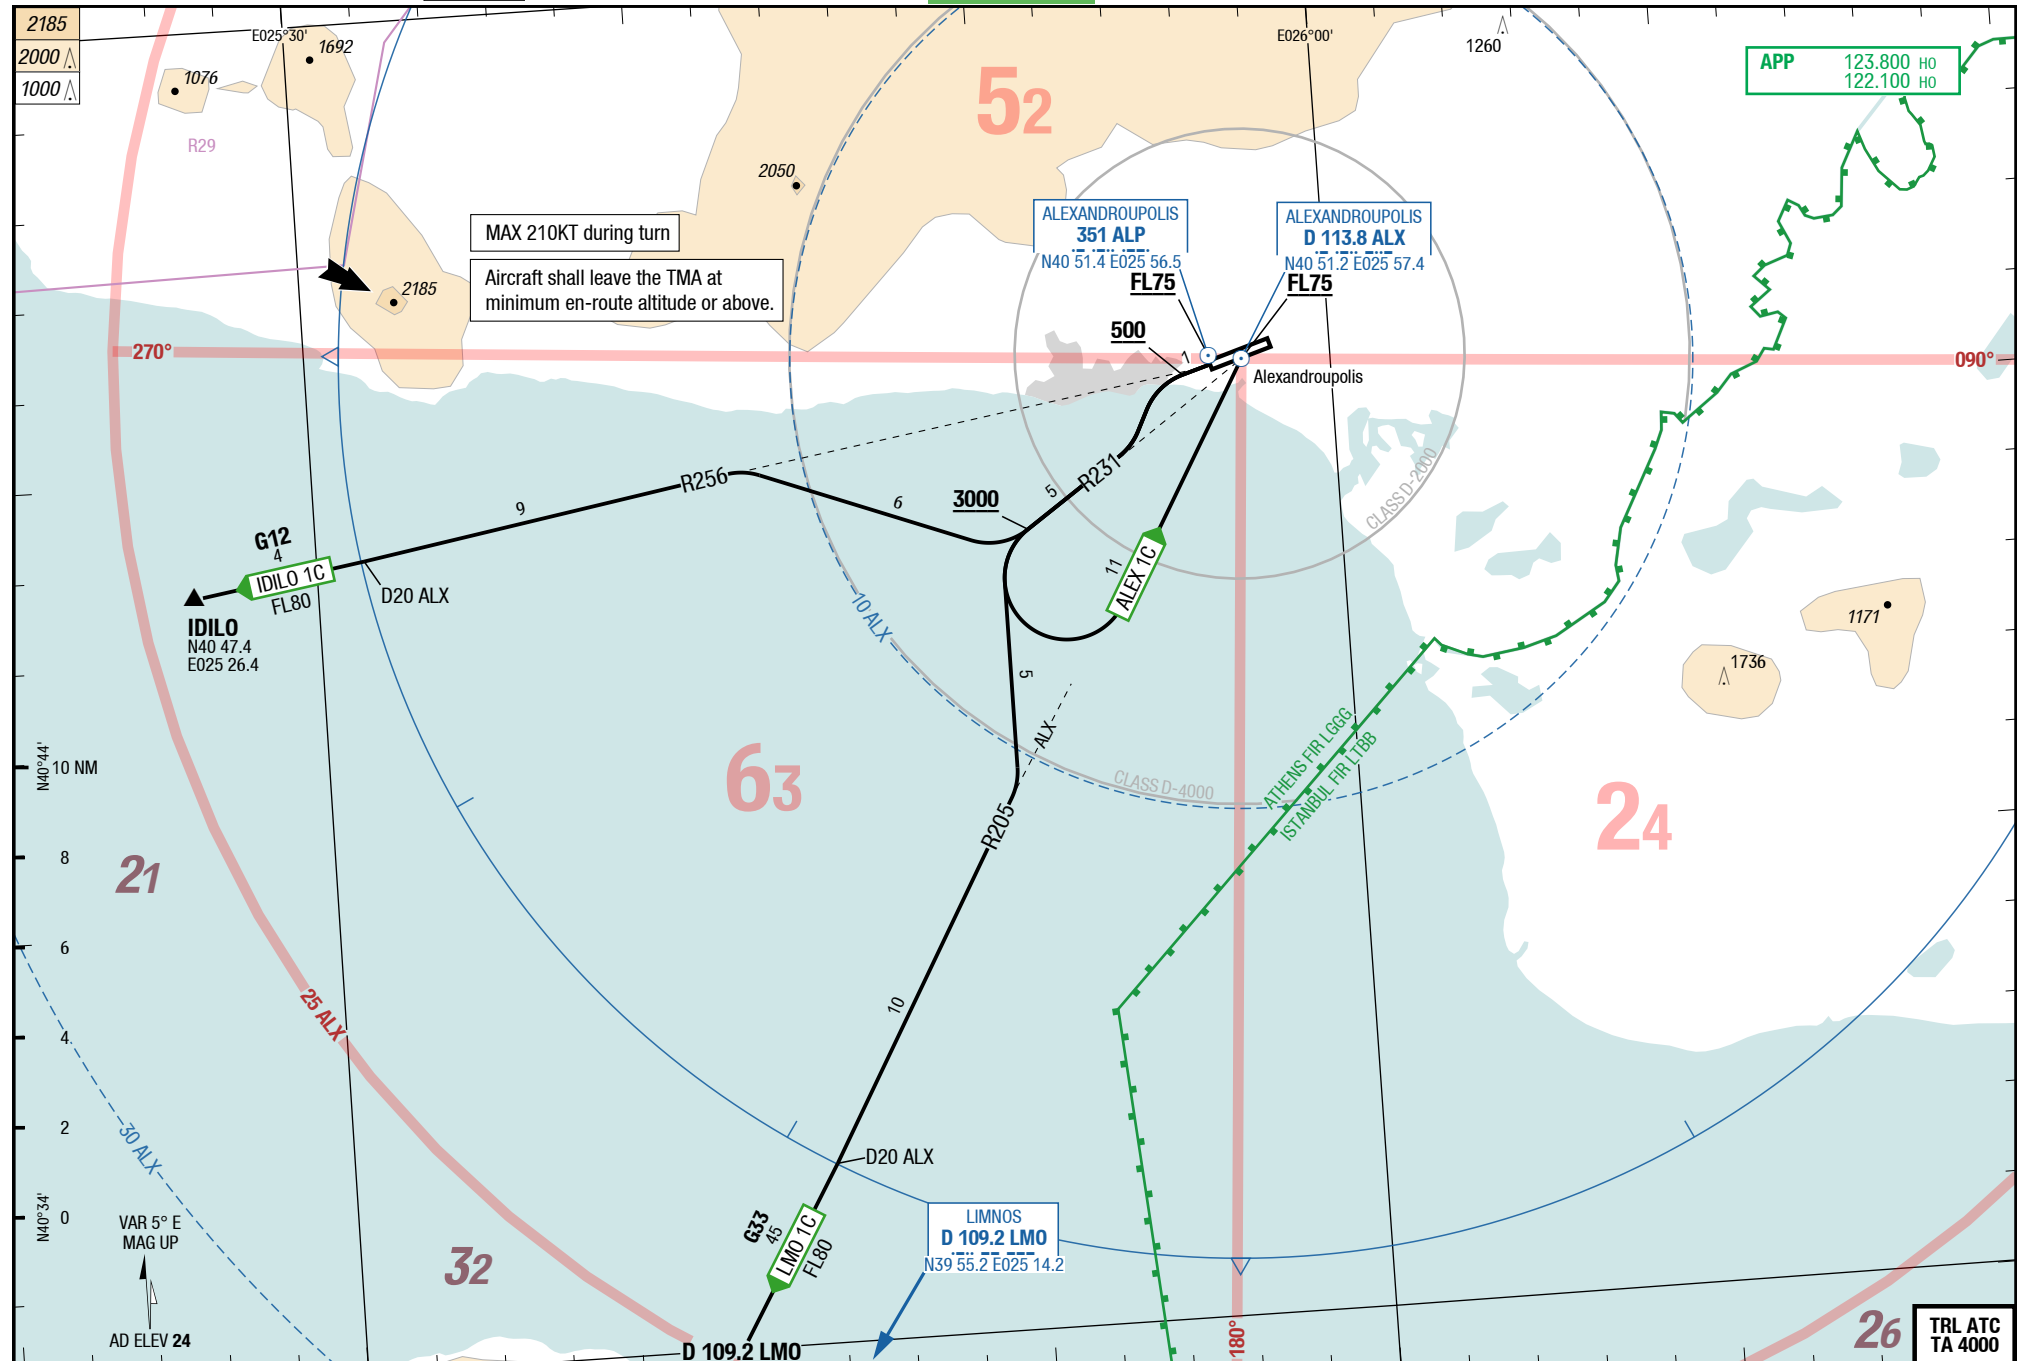 2185
2000
1000
E025°30'
1692
1076
R29
2050
2185
52
E026°00'
1260
APP 123.800 HO
122.100 HO
MAX 210KT during turn
Aircraft shall leave the TMA at
minimum en-route altitude or above.
ALEXANDROUPOLIS
351 ALP
N40 51.4 E025 56.5
FL75
ALEXANDROUPOLIS
D 113.8 ALX
N40 51.2 E025 57.4
FL75
500
7
270°
090°
Alexandroupolis
R256
R231
5
3000
6
9
G12
4
IDILO 1C
FL80
D20 ALX
IDILO
N40 47.4
E025 26.4
CLASS D-2000
11
ALEX 1C
10 ALX
5
ALX
R205
CLASS D-4000
ATHENS FIR LGGG
ISTANBUL FIR LTBB
1171
1736
63
24
N40°44'
10 NM
8
6
4
2
0
N40°34'
21
25 ALX
30 ALX
10
D20 ALX
G33
45
LMO 1C
FL80
LIMNOS
D 109.2 LMO
N39 55.2 E025 14.2
VAR 5° E
MAG UP
AD ELEV 24
32
D 109.2 LMO
180°
26
TRL ATC
TA 4000